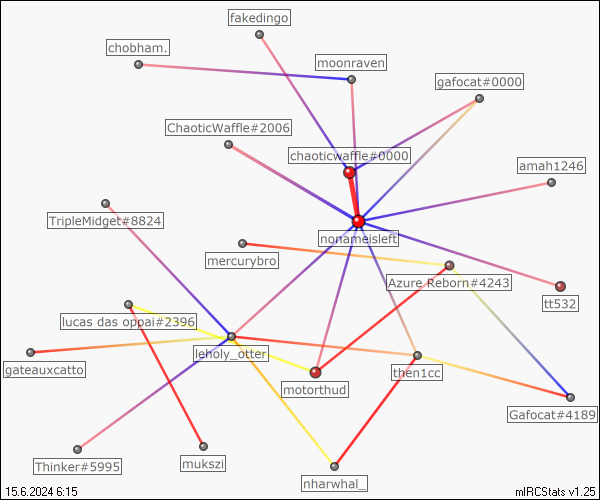 fakedingo
chobham.
moonraven
gafocat#0000
ChaoticWaffle#2006
chaoticwaffle#0000
amah1246
TripleMidget#8824
nonameisleft
mercurybro
Azure Reborn#4243
tt532
lucas das oppai#2396
leholy_otter
gateauxcatto
then1cc
motorthud
Gafocat#4189
Thinker#5995
mukszi
nharwhal_
15.6.2024 6:15
mIRCStats v1.25